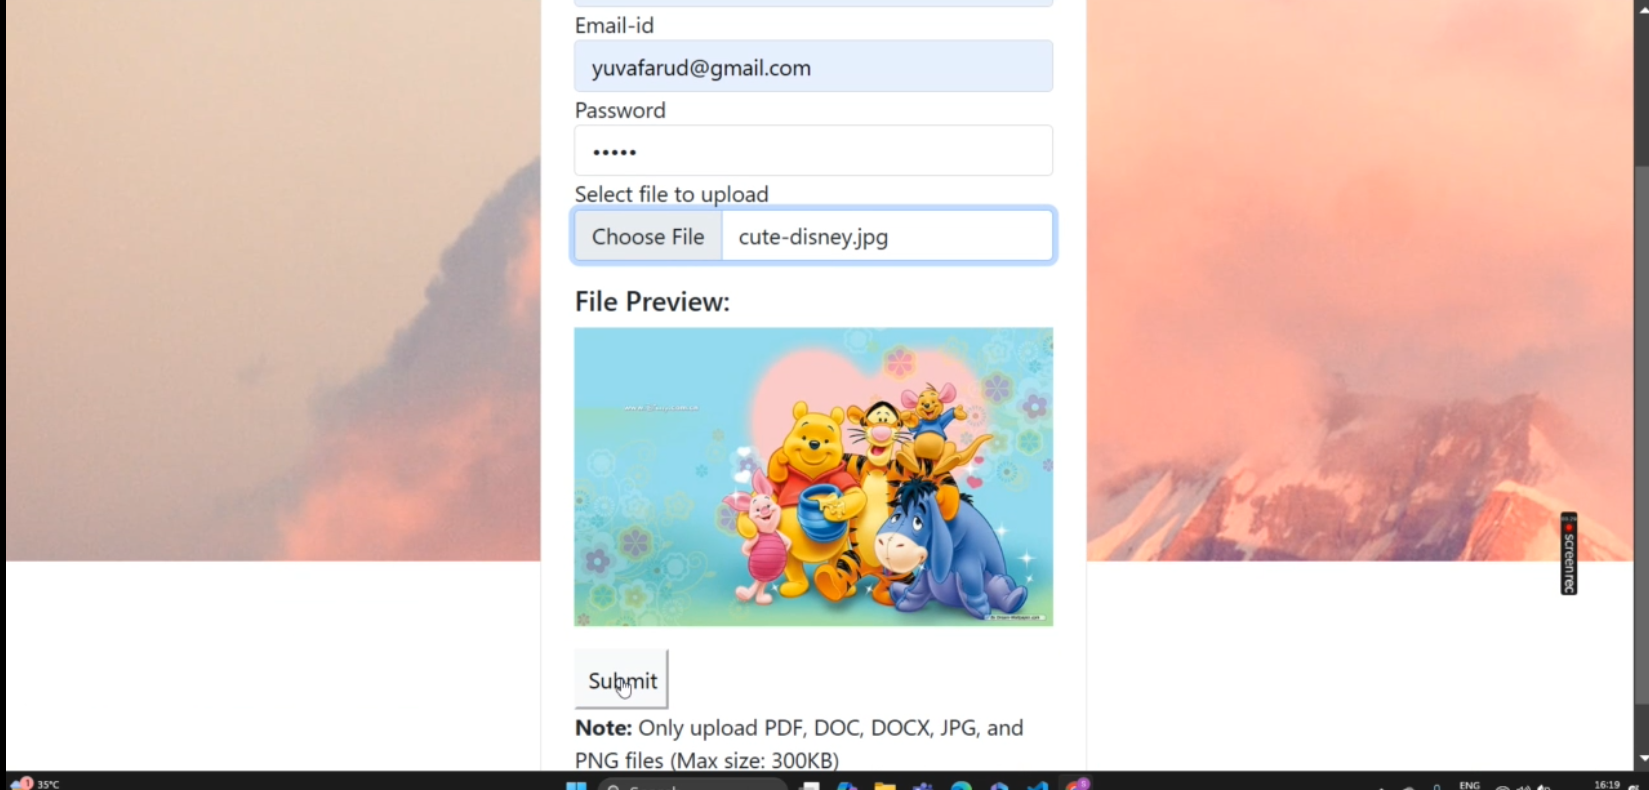 Email-id
yuvafarud@gmail.com
Password
•••••
Select file to upload
Choose File cute-disney.jpg
File Preview:
Submit
Note: Only upload PDF, DOC, DOCX, JPG, and
PNG files (Max size: 300KB)
screenrec
1 35°C
ENG
16:19